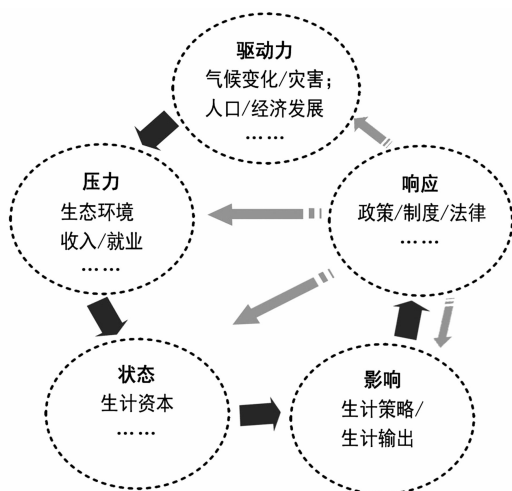 驱动力
气候变化/灾害；
人口/经济发展
……
压力
生态环境
收入/就业
……
响应
政策/制度/法律
……
状态
生计资本
……
影响
生计策略/
生计输出